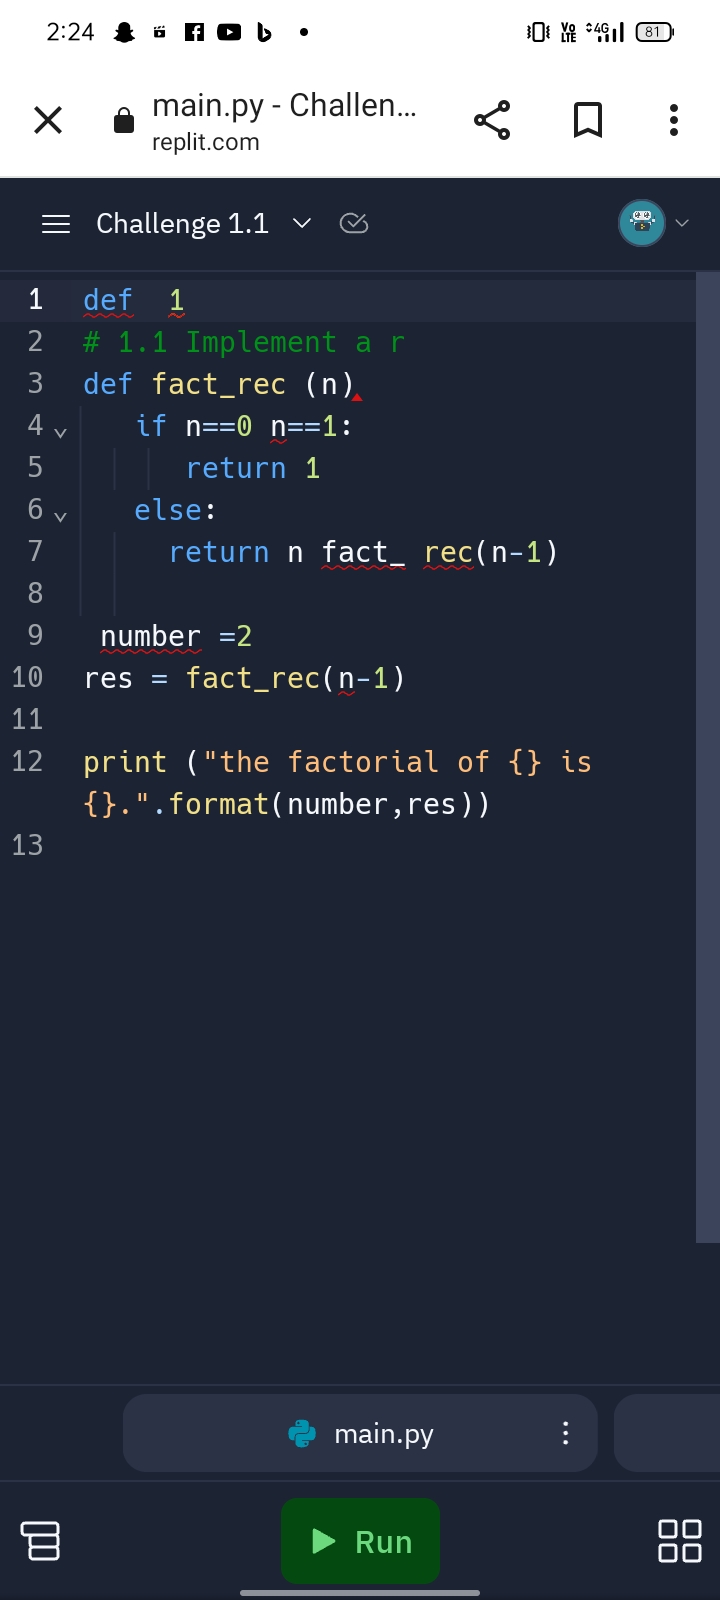 2:24
VO LTE 4G 81
main.py - Challen...
replit.com
Challenge 1.1
1 def  1
2 # 1.1 Implement a r
3 def fact_rec (n)
4    if n==0 n==1:
5       return 1
6    else:
7      return n fact_ rec(n-1)
8
9  number =2
10 res = fact_rec(n-1)
11
12 print ("the factorial of {} is
{}.".format(number,res))
13
main.py
Run